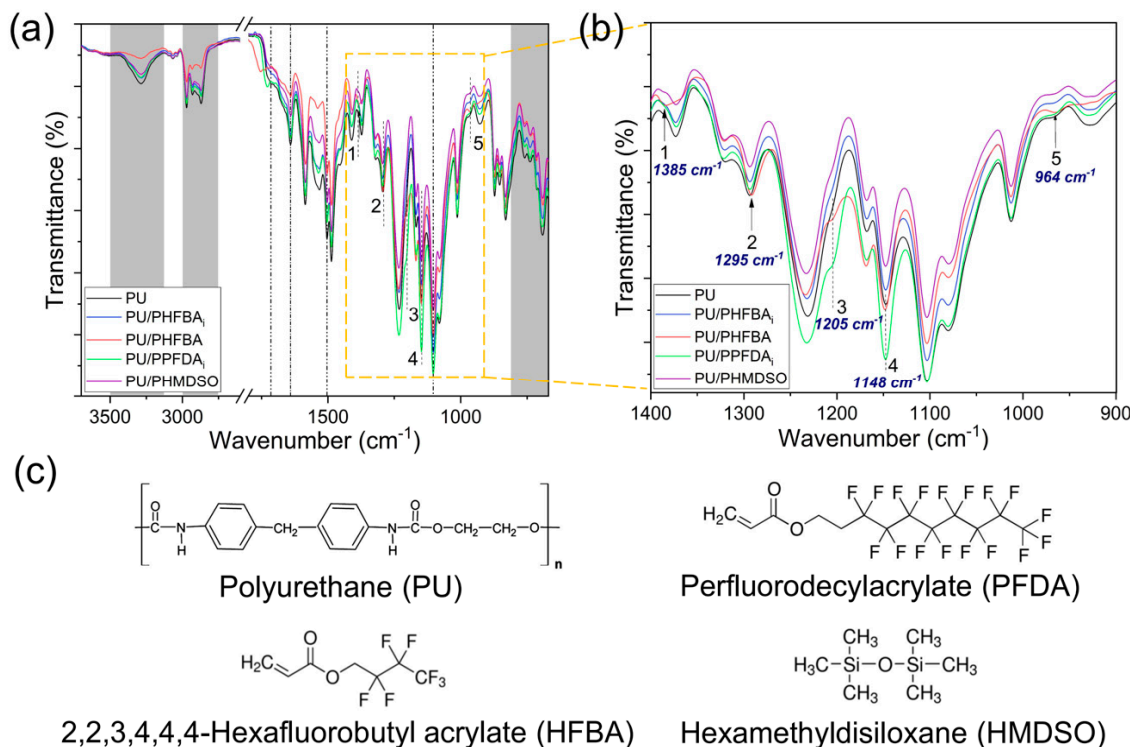 (a)
Transmittance (%)
1
2
3
4
5
PU
PU/PHFBAi
PU/PHFBA
PU/PPFDAi
PU/PHMDSO
3500 3000 1500 1000
Wavenumber (cm-1)
(b)
Transmittance (%)
1
1385 cm-1
2
1295 cm-1
3
1205 cm-1
4
1148 cm-1
5
964 cm-1
PU
PU/PHFBAi
PU/PHFBA
PU/PPFDAi
PU/PHMDSO
1400 1300 1200 1100 1000 900
Wavenumber (cm-1)
(c)
O
C N
H
CH2
N
H
C
O
O CH2 CH2 O
n
Polyurethane (PU)
H2C
O
O
F F F F F F F F
F F F F F F F F F
Perfluorodecylacrylate (PFDA)
H2C
O
O
F F
CF3
F F
2,2,3,4,4,4-Hexafluorobutyl acrylate (HFBA)
CH3 CH3
H3C Si O Si CH3
CH3 CH3
Hexamethyldisiloxane (HMDSO)